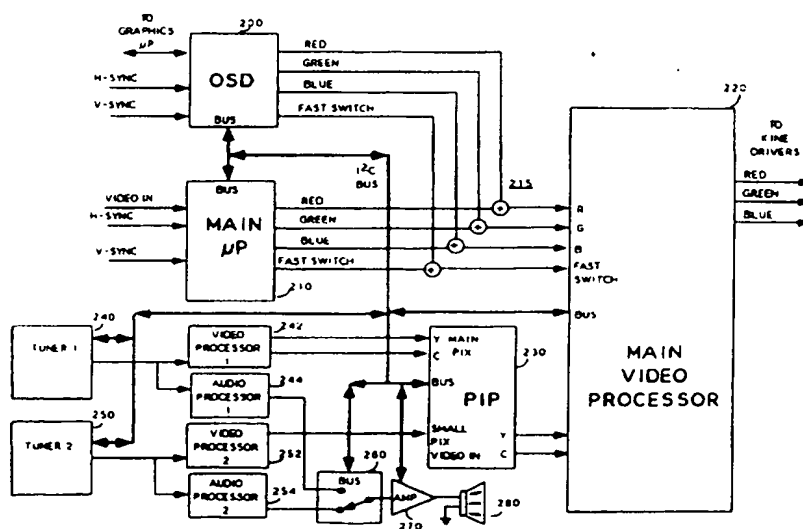 TO
GRAPHICS
µP
200
OSD
H-SYNC
V-SYNC
BUS
RED
GREEN
BLUE
FAST SWITCH
I²C
BUS
215
220
TO
KINE
DRIVERS
RED
GREEN
BLUE
BUS
VIDEO IN
H-SYNC
V-SYNC
MAIN
µP
210
RED
GREEN
BLUE
FAST SWITCH
R
G
B
FAST
SWITCH
BUS
MAIN
VIDEO
PROCESSOR
Y
C
240
TUNER 1
250
TUNER 2
242
VIDEO
PROCESSOR
1
244
AUDIO
PROCESSOR
1
VIDEO
PROCESSOR
2
252
AUDIO
PROCESSOR
2
254
Y MAIN
C PIX
230
BUS
PIP
SMALL
PIX
VIDEO IN
Y
C
260
BUS
AMP
270
280